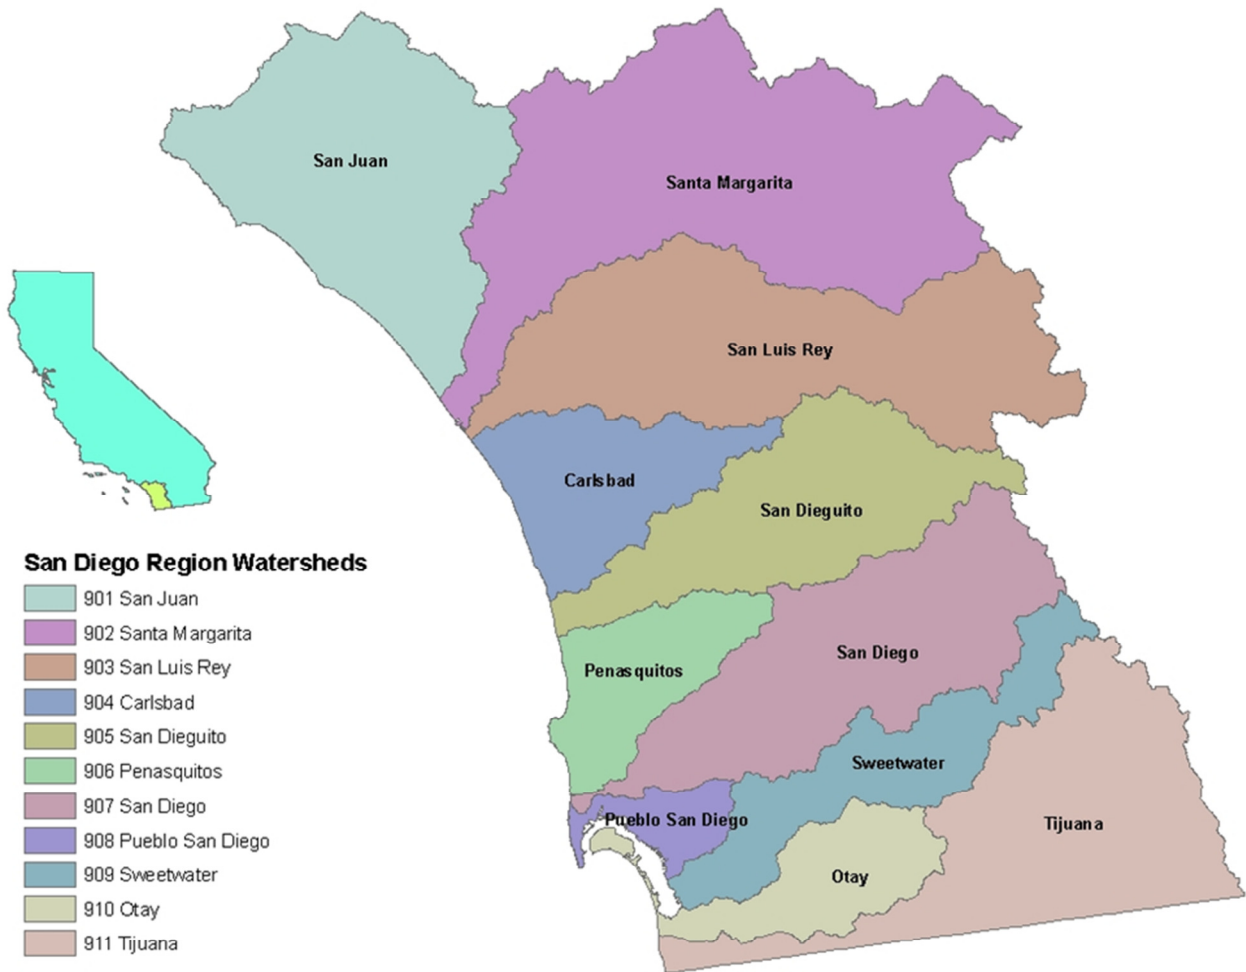 San Juan
Santa Margarita
San Luis Rey
Carlsbad
San Dieguito
Penasquitos
San Diego
Sweetwater
Pueblo San Diego
Tijuana
Otay
San Diego Region Watersheds
901 San Juan
902 Santa Margarita
903 San Luis Rey
904 Carlsbad
905 San Dieguito
906 Penasquitos
907 San Diego
908 Pueblo San Diego
909 Sweetwater
910 Otay
911 Tijuana